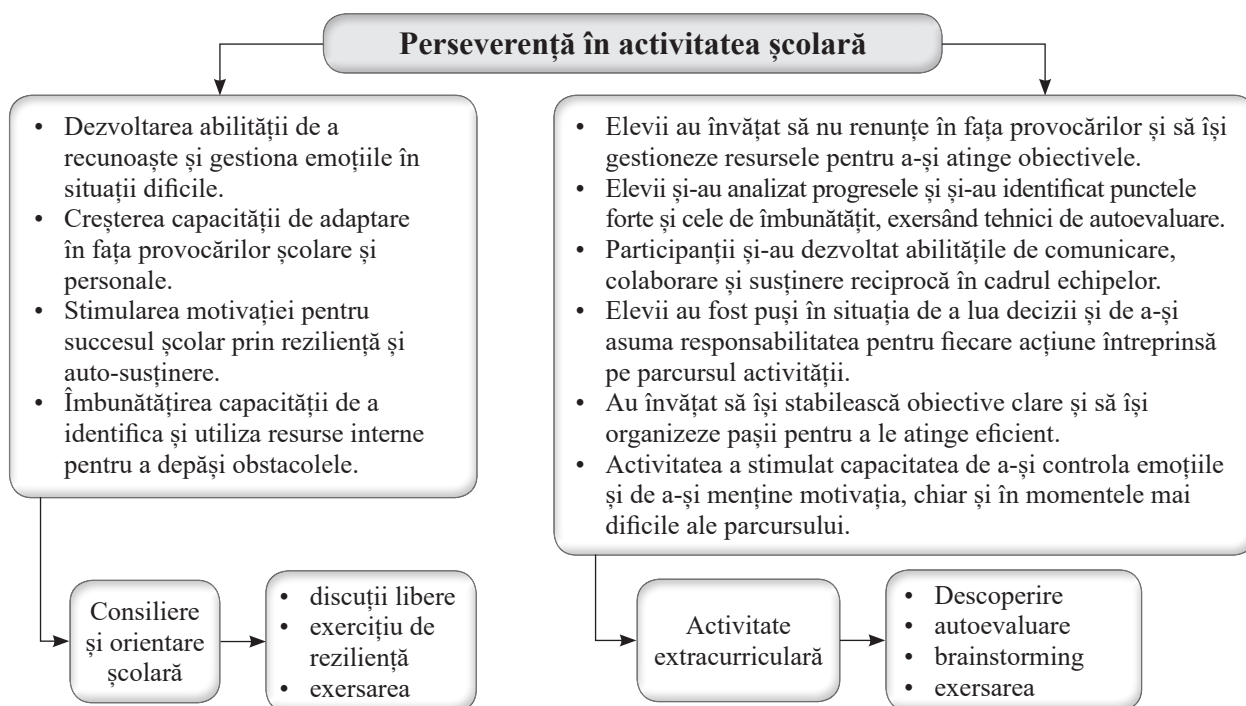 Perseverență în activitatea școlară
• Dezvoltarea abilității de a
recunoaște și gestiona emoțiile în
situații dificile.
• Creșterea capacității de adaptare
în fața provocărilor școlare și
personale.
• Stimularea motivației pentru
succesul școlar prin reziliență și
auto-susținere.
• Îmbunătățirea capacității de a
identifica și utiliza resurse interne
pentru a depăși obstacolele.
• Elevii au învățat să nu renunțe în fața provocărilor și să își
gestioneze resursele pentru a-și atinge obiectivele.
• Elevii și-au analizat progresele și și-au identificat punctele
forte și cele de îmbunătățit, exersând tehnici de autoevaluare.
• Participanții și-au dezvoltat abilitățile de comunicare,
colaborare și susținere reciprocă în cadrul echipelor.
• Elevii au fost puși în situația de a lua decizii și de a-și
asuma responsabilitatea pentru fiecare acțiune întreprinsă
pe parcursul activității.
• Au învățat să își stabilească obiective clare și să își
organizeze pașii pentru a le atinge eficient.
• Activitatea a stimulat capacitatea de a-și controla emoțiile
și de a-și menține motivația, chiar și în momentele mai
dificile ale parcursului.
Consiliere
și orientare
școlară
• discuții libere
• exercițiu de
reziliență
• exersarea
Activitate
extracurriculară
• Descoperire
• autoevaluare
• brainstorming
• exersarea